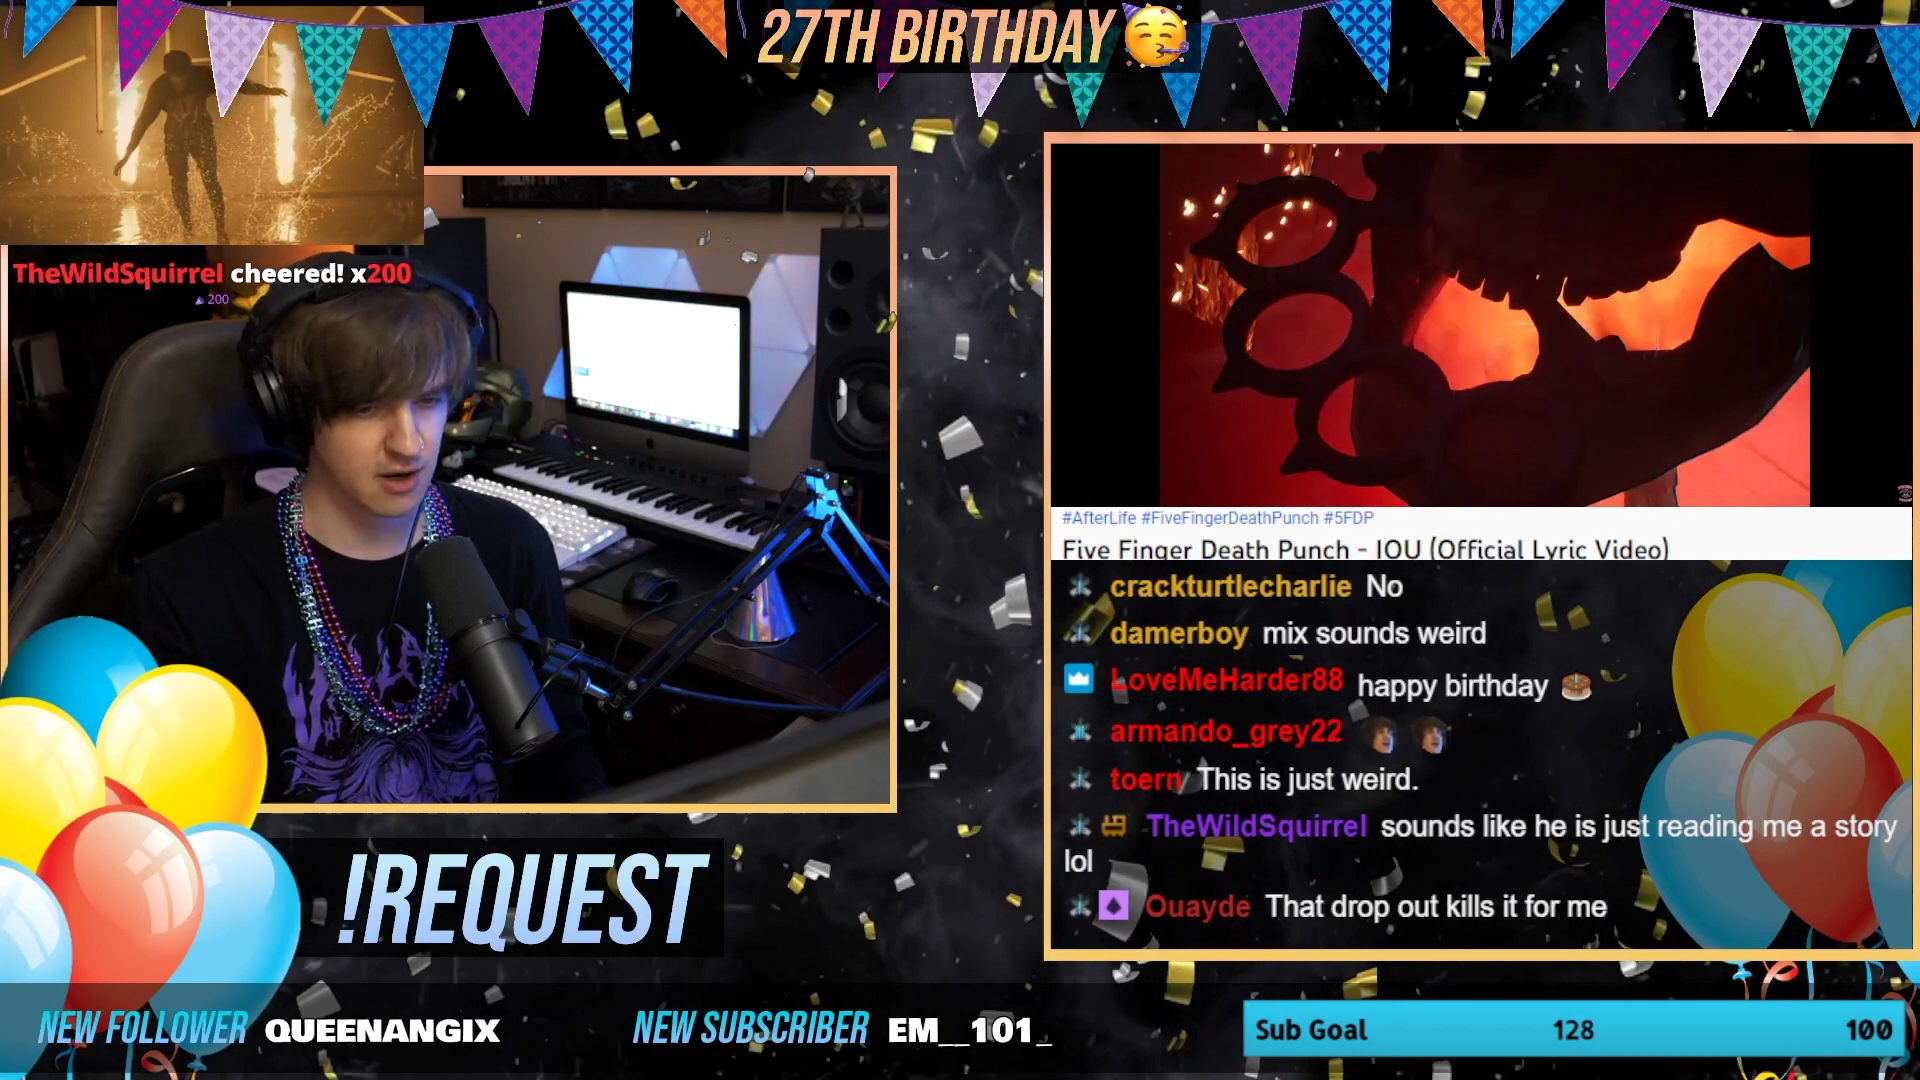 27TH BIRTHDAY
TheWildSquirrel cheered! x200
200
#AfterLife #FiveFingerDeathPunch #5FDP
Five Finger Death Punch - IOU (Official Lyric Video)
crackturtlecharlie No
damerboy mix sounds weird
LoveMeHarder88 happy birthday
armando_grey22
toern This is just weird.
TheWildSquirrel sounds like he is just reading me a story
lol
Ouayde That drop out kills it for me
!REQUEST
NEW FOLLOWER QUEENANGIX
NEW SUBSCRIBER EM__101_
Sub Goal 128 100